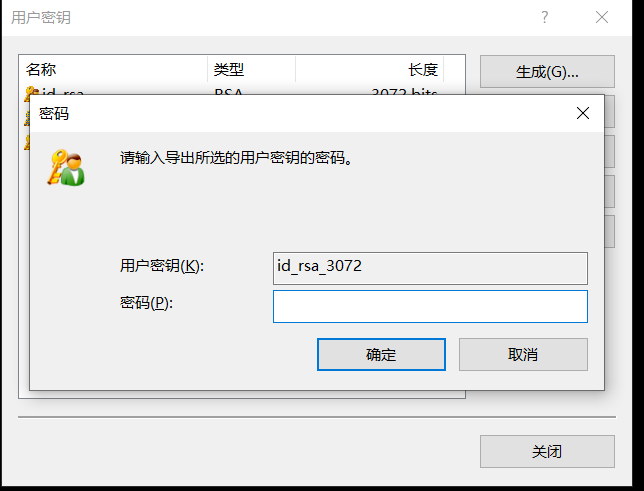 用户密钥
?
名称 类型 长度
生成(G)...
id_rsa RSA 3072 bits
密码
请输入导出所选的用户密钥的密码。
用户密钥(K):
id_rsa_3072
密码(P):
确定
取消
关闭